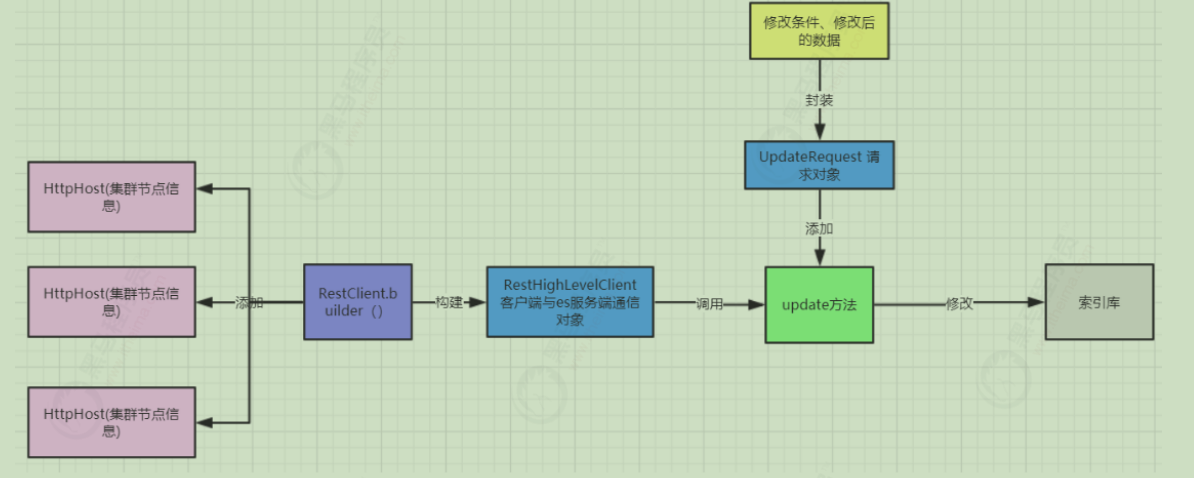 修改条件、修改后
的数据
封装
UpdateRequest 请
求对象
添加
HttpHost(集群节点信
息)
HttpHost(集群节点信
息)
HttpHost(集群节点信
息)
添加
RestClient.b
uilder（）
构建
RestHighLevelClient
客户端与es服务端通信
对象
调用
update方法
修改
索引库